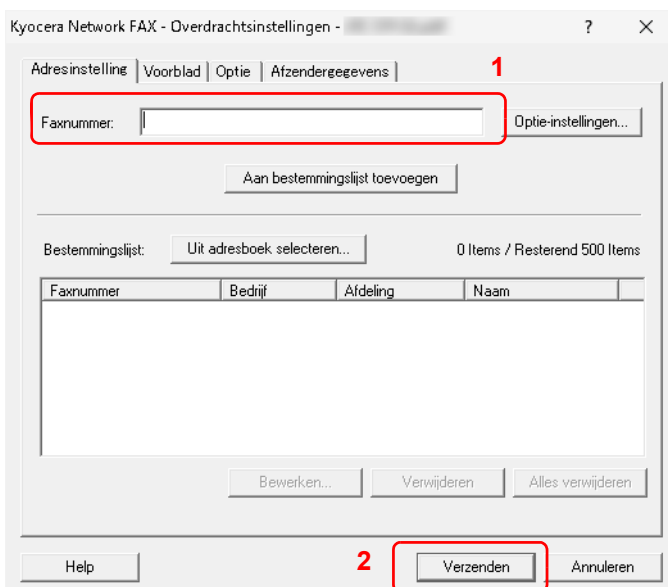 Kyocera Network FAX - Overdrachtsinstellingen -
? ×
Adresinstelling Voorblad Optie Afzendergegevens
1
Faxnummer: Optie-instellingen...
Aan bestemmingslijst toevoegen
Bestemmingslijst: Uit adresboek selecteren... 0 Items / Resterend 500 Items
Faxnummer Bedrijf Afdeling Naam
Bewerken... Verwijderen Alles verwijderen
2
Help Verzenden Annuleren